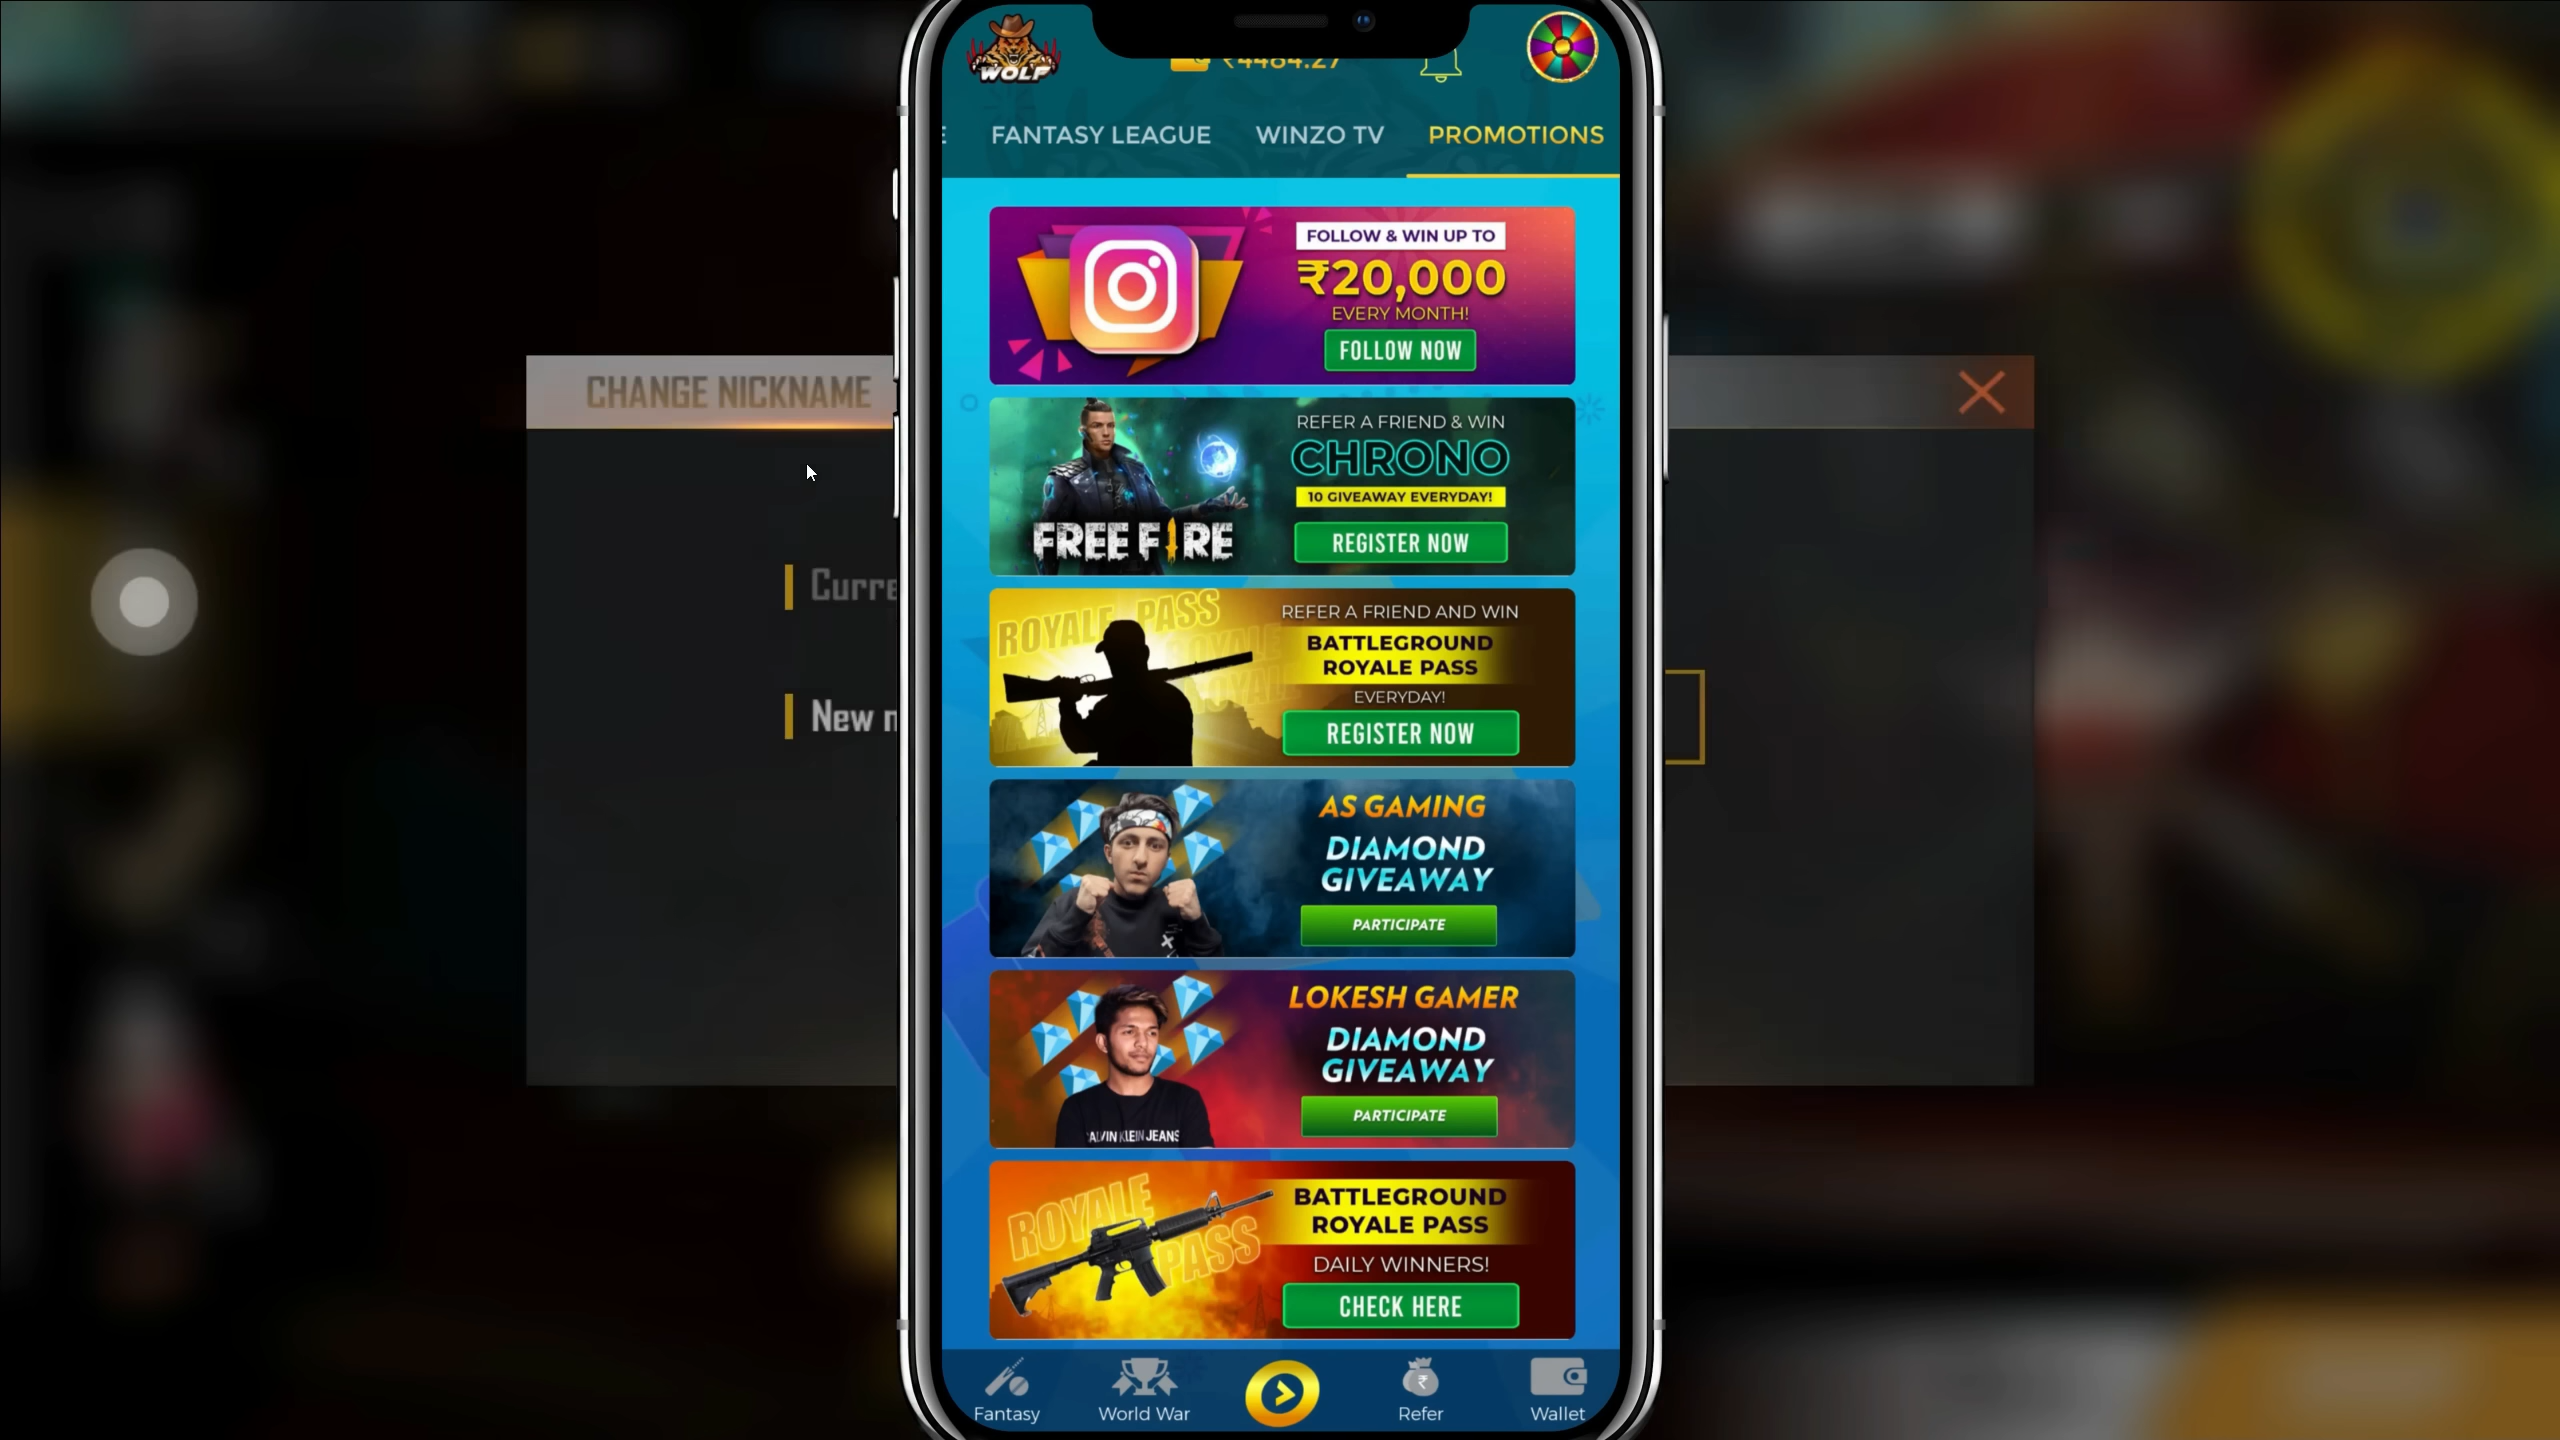 WOLF
FANTASY LEAGUE
WINZO TV
PROMOTIONS
FOLLOW & WIN UP TO
₹20,000
EVERY MONTH!
FOLLOW NOW
CHANGE NICKNAME
REFER A FRIEND & WIN
CHRONO
10 GIVEAWAY EVERYDAY!
FREE FIRE
REGISTER NOW
Curre
New n
ROYALE PASS
REFER A FRIEND AND WIN
BATTLEGROUND
ROYALE PASS
EVERYDAY!
REGISTER NOW
AS GAMING
DIAMOND
GIVEAWAY
PARTICIPATE
LOKESH GAMER
DIAMOND
GIVEAWAY
PARTICIPATE
ALVIN KLEIN JEANS
ROYALE
PASS
BATTLEGROUND
ROYALE PASS
DAILY WINNERS!
CHECK HERE
Fantasy
World War
Refer
Wallet